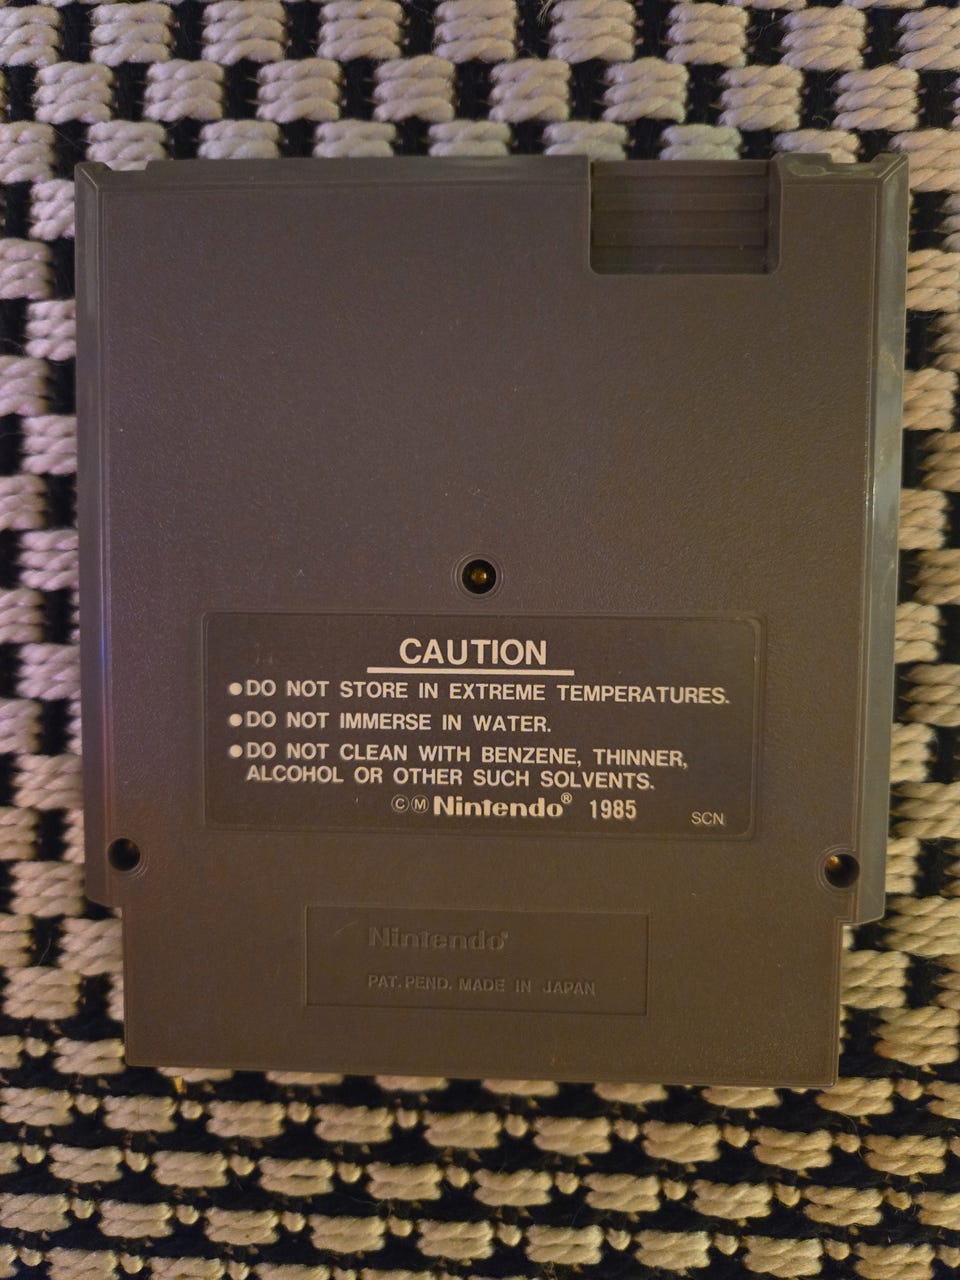 CAUTION
●DO NOT STORE IN EXTREME TEMPERATURES.
●DO NOT IMMERSE IN WATER.
●DO NOT CLEAN WITH BENZENE, THINNER,
ALCOHOL OR OTHER SUCH SOLVENTS.
©Ⓜ Nintendo® 1985 SCN
Nintendo®
PAT. PEND. MADE IN JAPAN